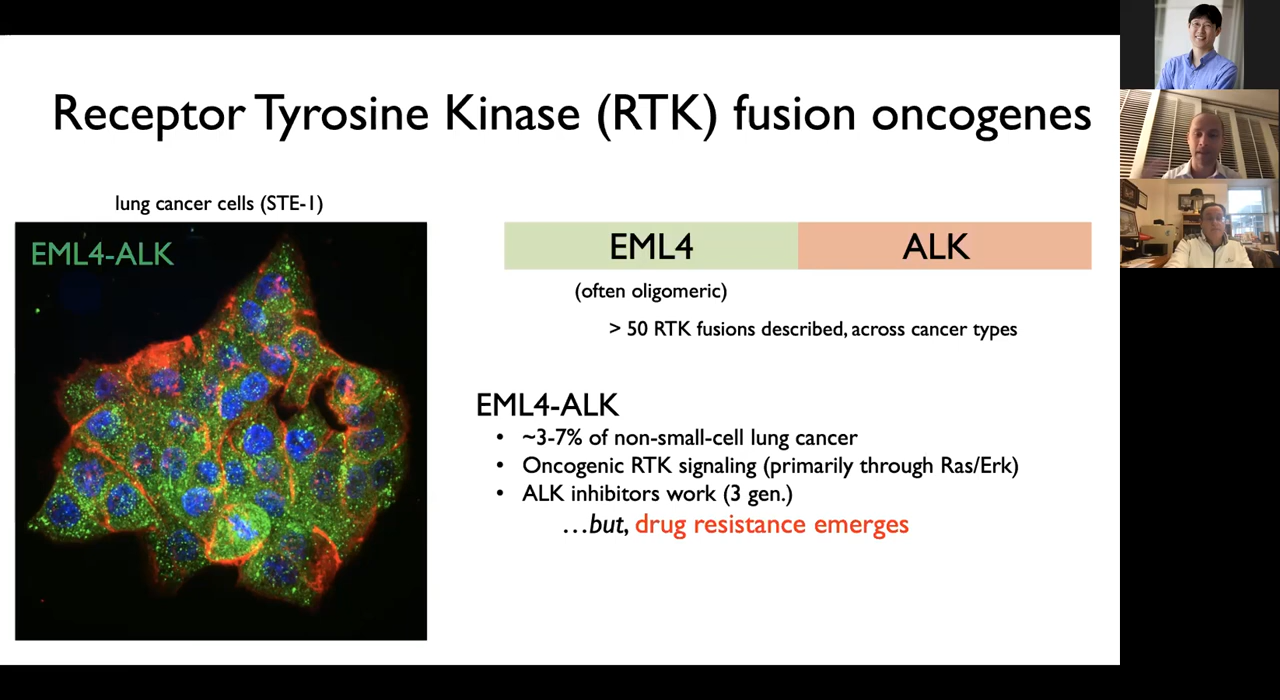 Receptor Tyrosine Kinase (RTK) fusion oncogenes
lung cancer cells (STE-1)
EML4-ALK
EML4
ALK
(often oligomeric)
> 50 RTK fusions described, across cancer types
EML4-ALK
• ~3-7% of non-small-cell lung cancer
• Oncogenic RTK signaling (primarily through Ras/Erk)
• ALK inhibitors work (3 gen.)
…but, drug resistance emerges